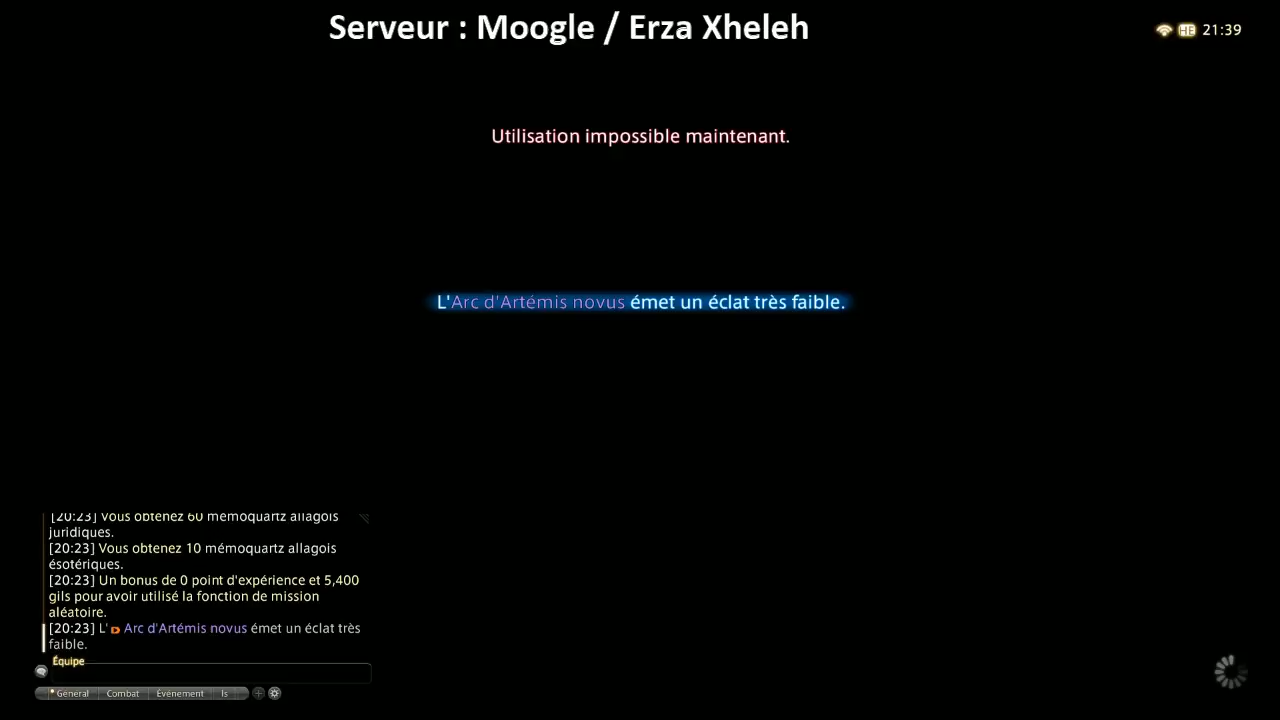 Serveur : Moogle / Erza Xheleh
HE 21:39
Utilisation impossible maintenant.
L'Arc d'Artémis novus émet un éclat très faible.
[20:23] Vous obtenez 60 mémoquartz allagois
juridiques.
[20:23] Vous obtenez 10 mémoquartz allagois
ésotériques.
[20:23] Un bonus de 0 point d'expérience et 5,400
gils pour avoir utilisé la fonction de mission
aléatoire.
[20:23] L' Arc d'Artémis novus émet un éclat très
faible.
Équipe
Général Combat Événement ls